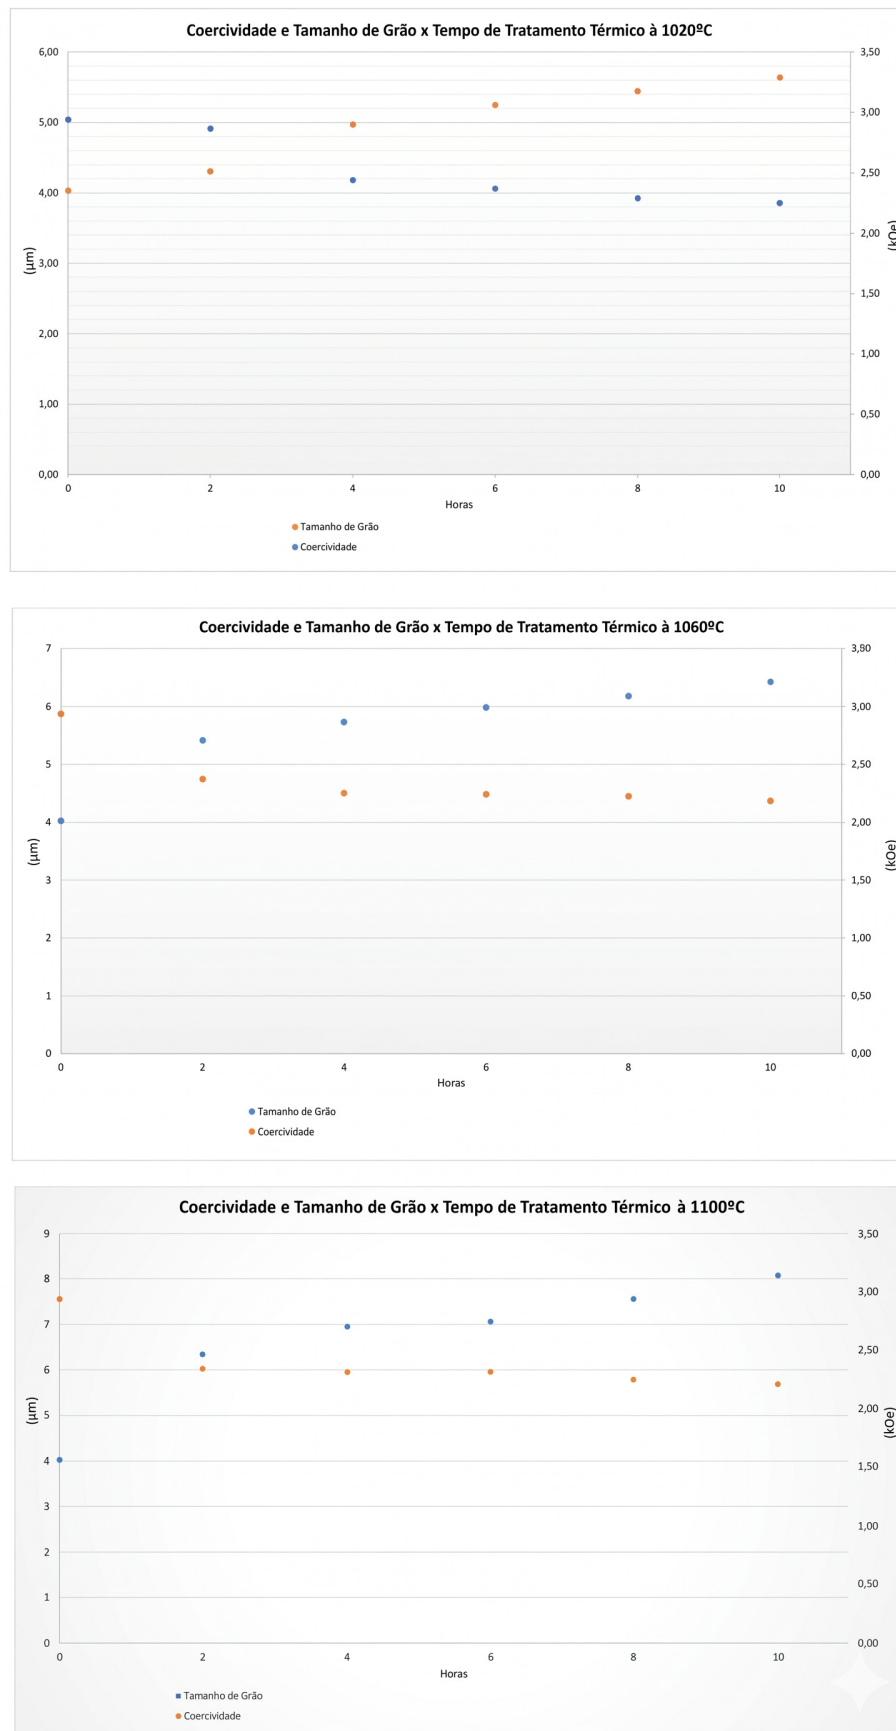 Coercividade e Tamanho de Grão x Tempo de Tratamento Térmico à 1020ºC
6,00
5,00
4,00
3,00
2,00
1,00
0,00
(µm)
3,50
3,00
2,50
2,00
1,50
1,00
0,50
0,00
(kOe)
0 2 4 6 8 10
Horas
Tamanho de Grão
Coercividade
Coercividade e Tamanho de Grão x Tempo de Tratamento Térmico à 1060ºC
7
6
5
4
3
2
1
0
(µm)
3,50
3,00
2,50
2,00
1,50
1,00
0,50
0,00
(kOe)
0 2 4 6 8 10
Horas
Tamanho de Grão
Coercividade
Coercividade e Tamanho de Grão x Tempo de Tratamento Térmico à 1100ºC
9
8
7
6
5
4
3
2
1
0
(µm)
3,50
3,00
2,50
2,00
1,50
1,00
0,50
0,00
(kOe)
0 2 4 6 8 10
Horas
Tamanho de Grão
Coercividade